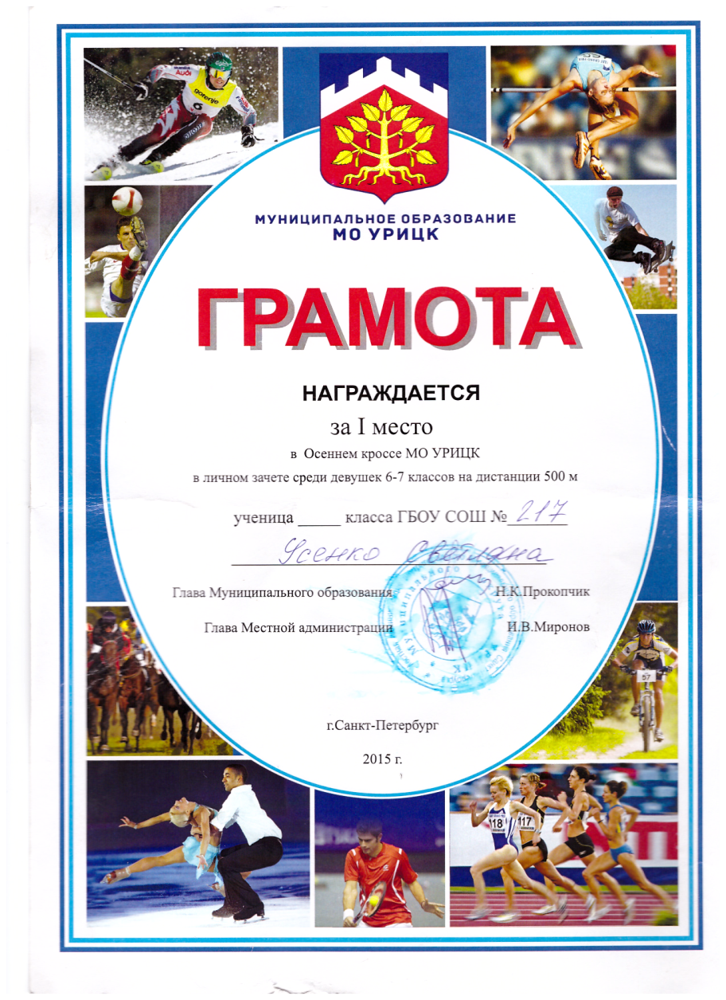 МУНИЦИПАЛЬНОЕ ОБРАЗОВАНИЕ
МО УРИЦК
ГРАМОТА
НАГРАЖДАЕТСЯ
за I место
в Осеннем кроссе МО УРИЦК
в личном зачете среди девушек 6-7 классов на дистанции 500 м
ученица _____ класса ГБОУ СОШ № 217
Усенко Светлана
Глава Муниципального образования Н.К.Прокопчик
Глава Местной администрации И.В.Миронов
г.Санкт-Петербург
2015 г.
Audi
gorenje
6
57
118
117